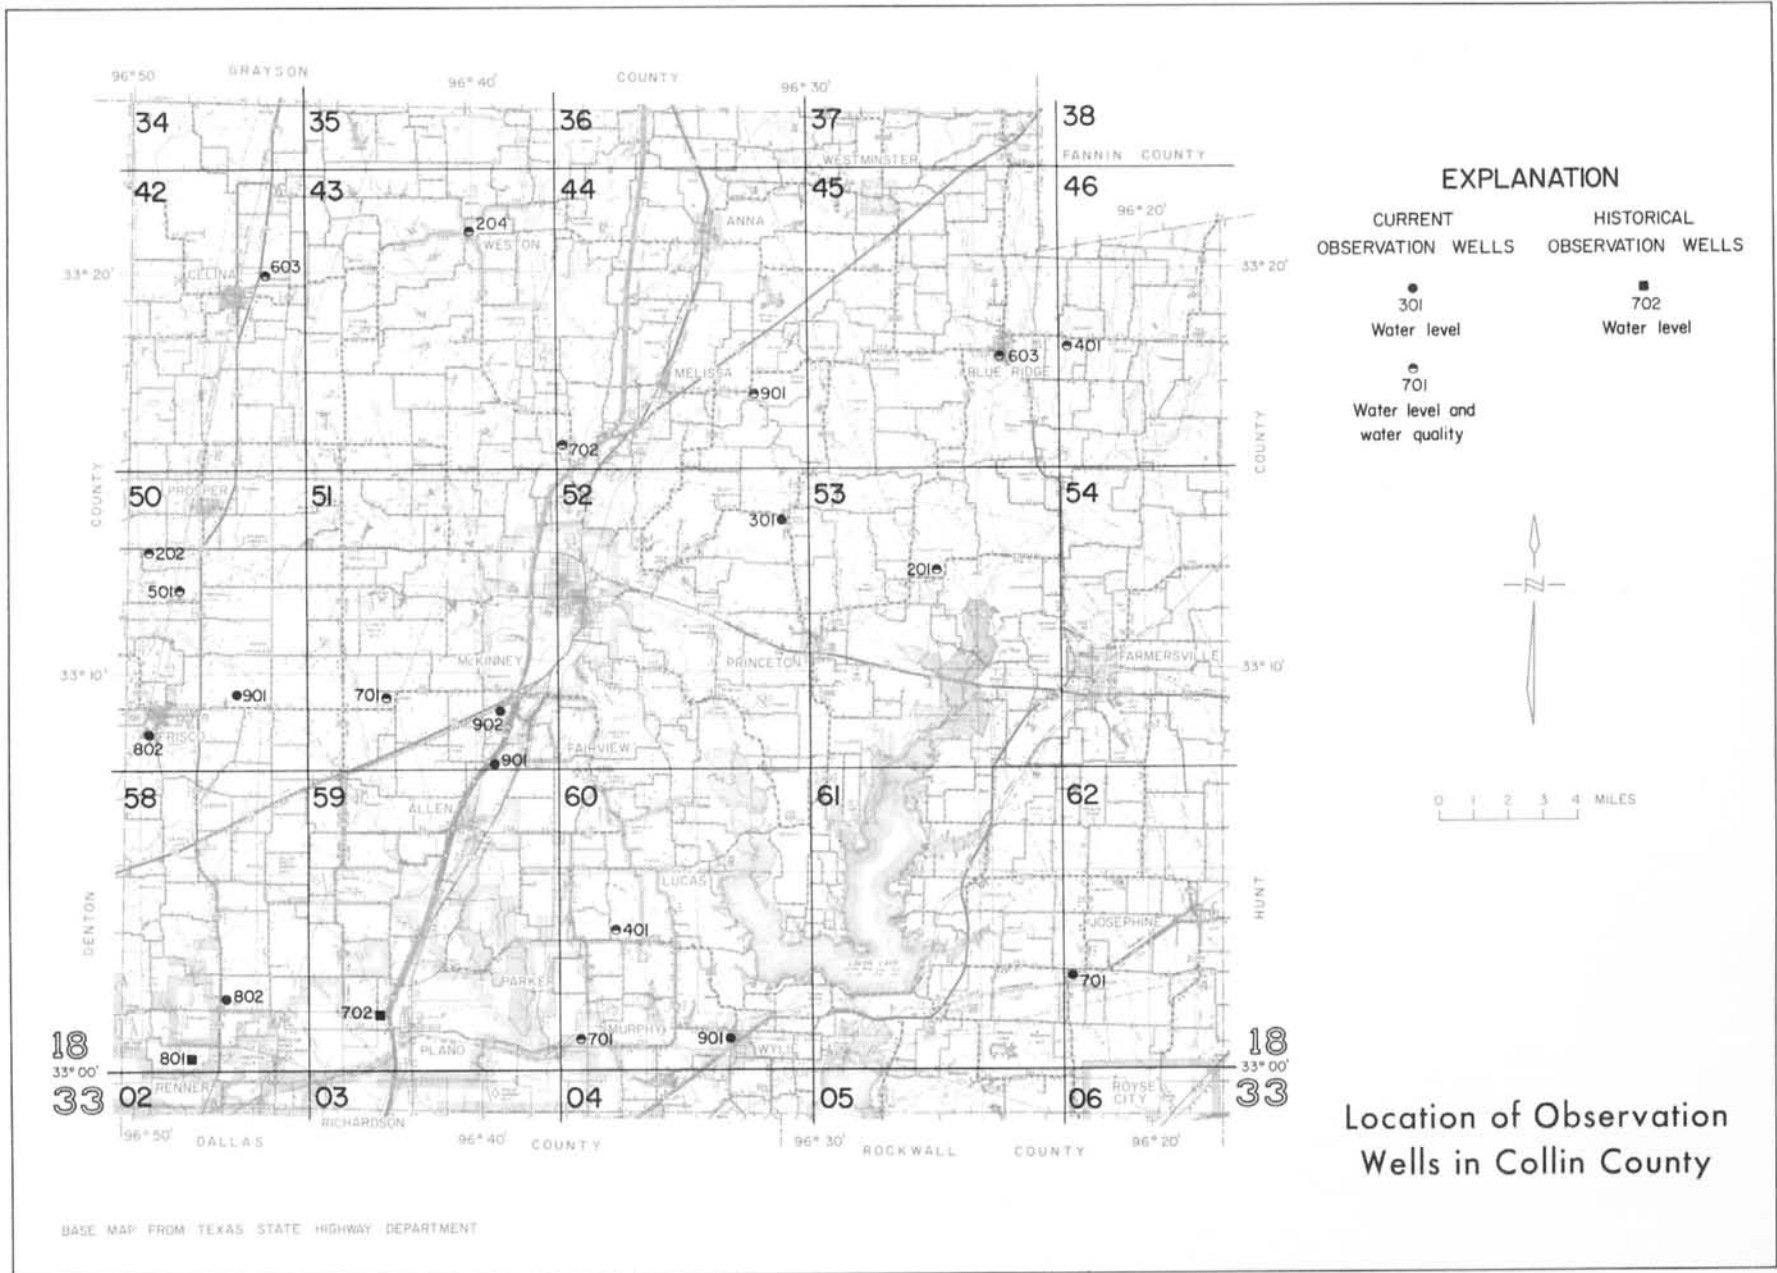 96° 50'
GRAYSON
96° 40'
COUNTY
96° 30'
34
35
36
37
38
WESTMINSTER
FANNIN COUNTY
42
43
44
45
46
204
WESTON
ANNA
96° 20'
33° 20'
CELINA
603
33° 20'
MELISSA
901
603
401
BLUE RIDGE
702
COUNTY
COUNTY
50
51
52
53
54
PROSPER
301
202
501
201
McKINNEY
PRINCETON
FARMERSVILLE
33° 10'
33° 10'
901
701
902
802
FRISCO
FAIRVIEW
901
58
59
60
61
62
ALLEN
LUCAS
DENTON
HUNT
401
JOSEPHINE
PARKER
701
802
702
701
MURPHY
901
WYLIE
PLANO
801
18
18
33° 00'
33° 00'
33
33
RENNER
ROYSE
CITY
02
03
04
05
06
RICHARDSON
96° 50'
DALLAS
96° 40'
COUNTY
96° 30'
ROCKWALL
COUNTY
96° 20'
EXPLANATION
CURRENT
OBSERVATION WELLS
HISTORICAL
OBSERVATION WELLS
301
Water level
702
Water level
701
Water level and
water quality
N
0 1 2 3 4 MILES
Location of Observation
Wells in Collin County
BASE MAP FROM TEXAS STATE HIGHWAY DEPARTMENT